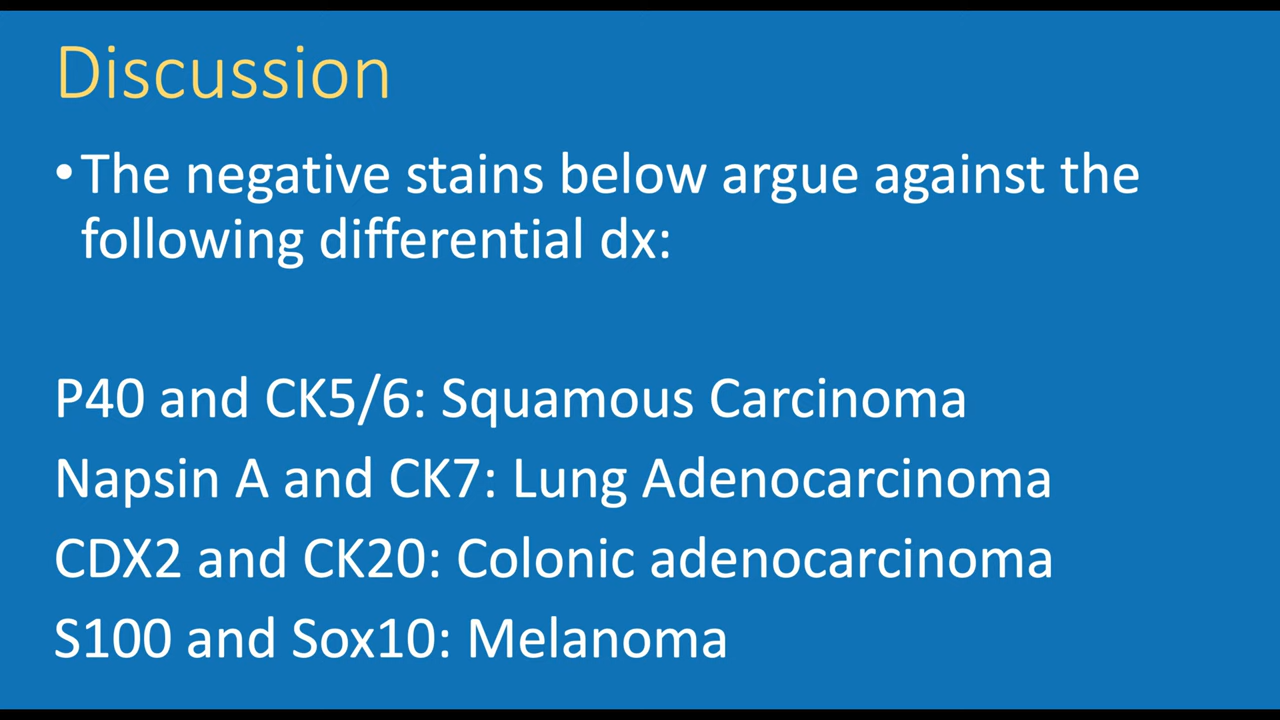 Discussion
•The negative stains below argue against the
following differential dx:
P40 and CK5/6: Squamous Carcinoma
Napsin A and CK7: Lung Adenocarcinoma
CDX2 and CK20: Colonic adenocarcinoma
S100 and Sox10: Melanoma